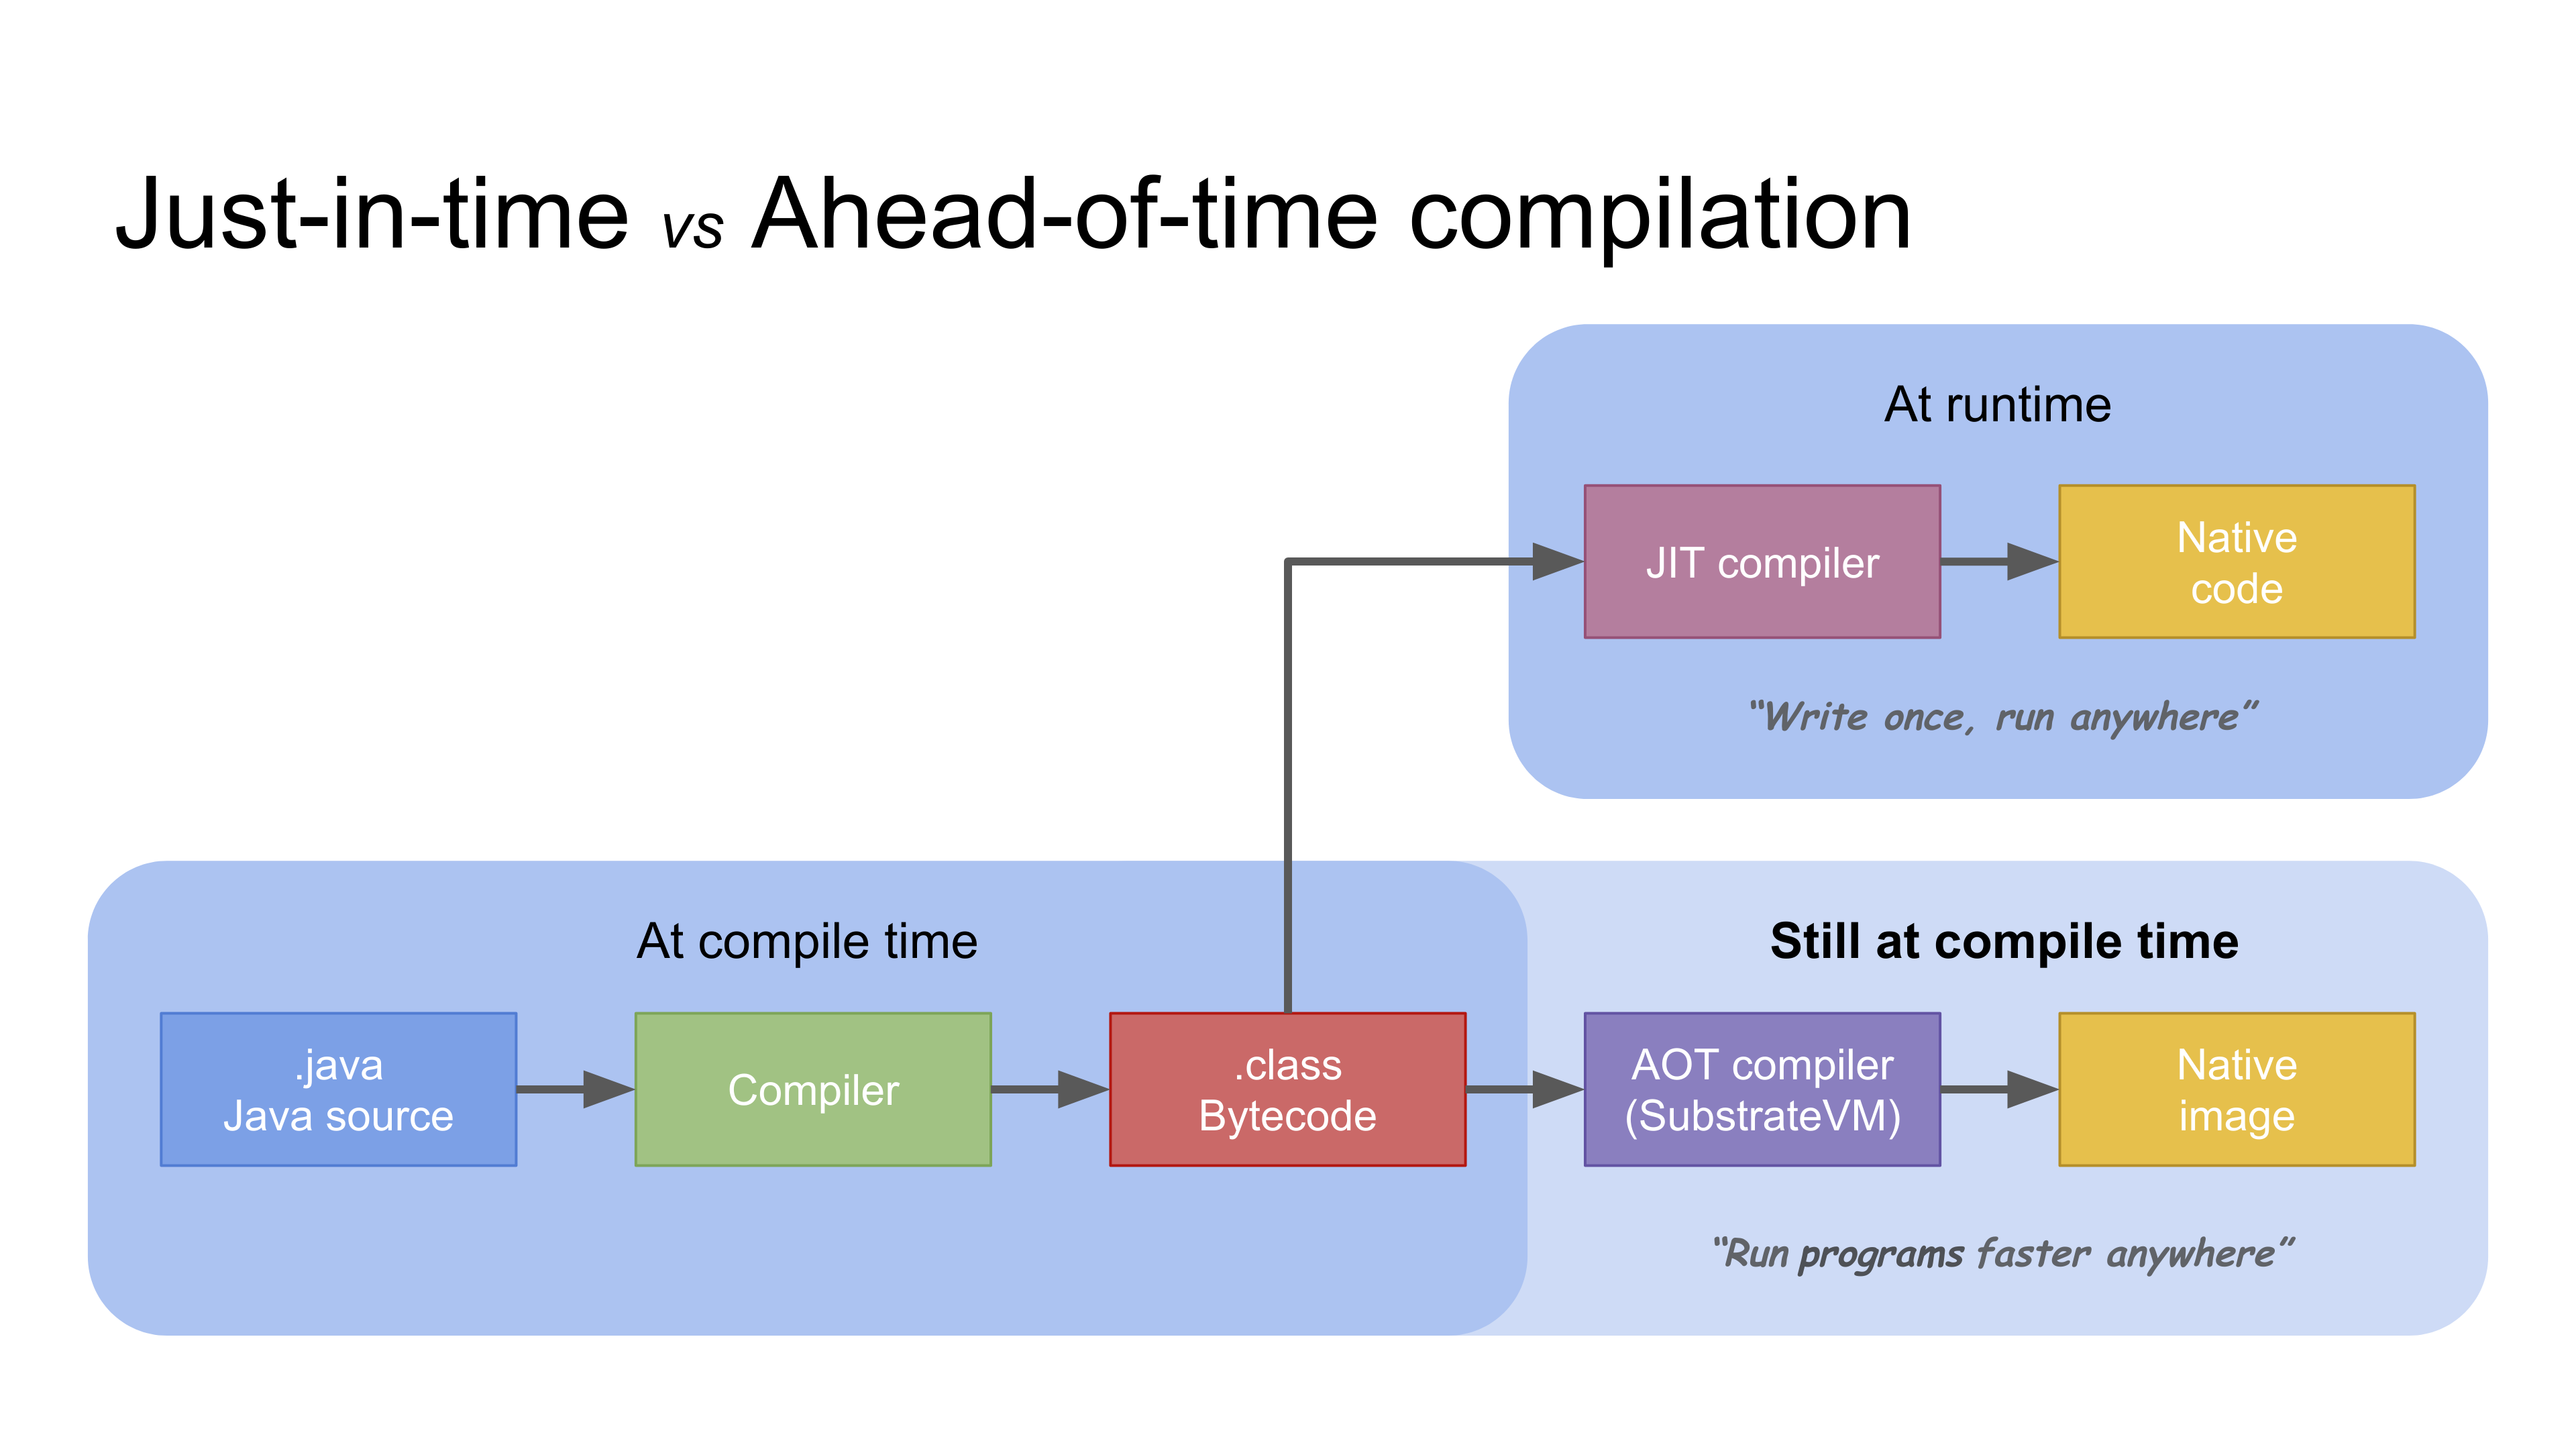 Just-in-time vs Ahead-of-time compilation
At runtime
JIT compiler
Native
code
“Write once, run anywhere”
At compile time
.java
Java source
Compiler
.class
Bytecode
Still at compile time
AOT compiler
(SubstrateVM)
Native
image
“Run programs faster anywhere”